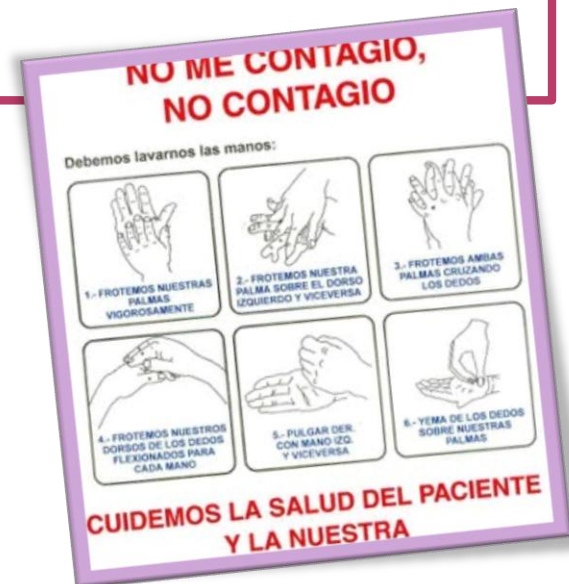 NO ME CONTAGIO,
NO CONTAGIO
Debemos lavarnos las manos:
1.- FROTEMOS NUESTRAS
PALMAS
VIGOROSAMENTE
2.- FROTEMOS NUESTRA
PALMA SOBRE EL DORSO
IZQUIERDO Y VICEVERSA
3.- FROTEMOS AMBAS
PALMAS CRUZANDO
LOS DEDOS
4.- FROTEMOS NUESTROS
DORSOS DE LOS DEDOS
FLEXIONADOS PARA
CADA MANO
5.- PULGAR DER.
CON MANO IZQ.
Y VICEVERSA
6.- YEMA DE LOS DEDOS
SOBRE NUESTRAS
PALMAS
CUIDEMOS LA SALUD DEL PACIENTE
Y LA NUESTRA